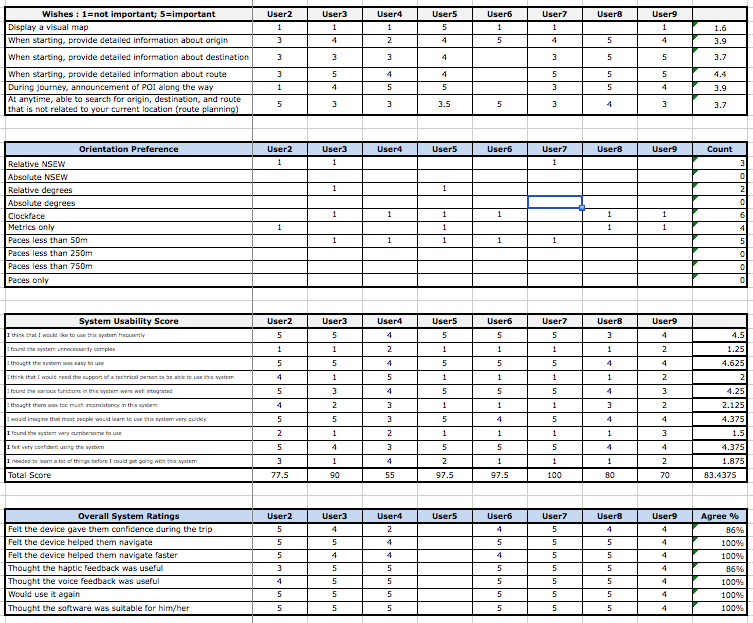 Wishes : 1=not important; 5=important User2 User3 User4 User5 User6 User7 User8 User9
Display a visual map 1 1 1 5 1 1 1 1.6
When starting, provide detailed information about origin 3 4 2 4 5 4 5 4 3.9
When starting, provide detailed information about destination 3 3 3 4 3 5 5 3.7
When starting, provide detailed information about route 3 5 4 4 5 5 5 4.4
During journey, announcement of POI along the way 1 4 5 5 3 5 4 3.9
At anytime, able to search for origin, destination, and route
that is not related to your current location (route planning) 5 3 3 3.5 5 3 4 3 3.7
Orientation Preference User2 User3 User4 User5 User6 User7 User8 User9 Count
Relative NSEW 1 1 1 3
Absolute NSEW 0
Relative degrees 1 1 2
Absolute degrees 0
Clockface 1 1 1 1 1 1 6
Metrics only 1 1 1 1 4
Paces less than 50m 1 1 1 1 1 5
Paces less than 250m 0
Paces less than 750m 0
Paces only 0
System Usability Score User2 User3 User4 User5 User6 User7 User8 User9
I think that I would like to use this system frequently 5 5 4 5 5 5 3 4 4.5
I found the system unnecessarily complex 1 1 2 1 1 1 1 2 1.25
I thought the system was easy to use 5 5 4 5 5 5 4 4 4.625
I think that I would need the support of a technical person to be able to use this system 4 1 5 1 1 1 1 2 2
I found the various functions in this system were well integrated 5 3 4 5 5 5 4 3 4.25
I thought there was too much inconsistency in this system 4 2 3 1 1 1 3 2 2.125
I would imagine that most people would learn to use this system very quickly 5 5 3 5 4 5 4 4 4.375
I found the system very cumbersome to use 2 1 2 1 1 1 1 3 1.5
I felt very confident using the system 5 4 3 5 5 5 4 4 4.375
I needed to learn a lot of things before I could get going with this system 3 1 4 2 1 1 1 2 1.875
Total Score 77.5 90 55 97.5 97.5 100 80 70 83.4375
Overall System Ratings User2 User3 User4 User5 User6 User7 User8 User9 Agree %
Felt the device gave them confidence during the trip 5 4 2 4 5 4 4 86%
Felt the device helped them navigate 5 5 4 4 5 5 4 100%
Felt the device helped them navigate faster 5 4 4 4 5 5 4 100%
Thought the haptic feedback was useful 3 5 5 5 5 5 4 86%
Thought the voice feedback was useful 4 5 5 5 5 5 4 100%
Would use it again 5 5 5 5 5 5 4 100%
Thought the software was suitable for him/her 5 5 5 5 5 5 4 100%